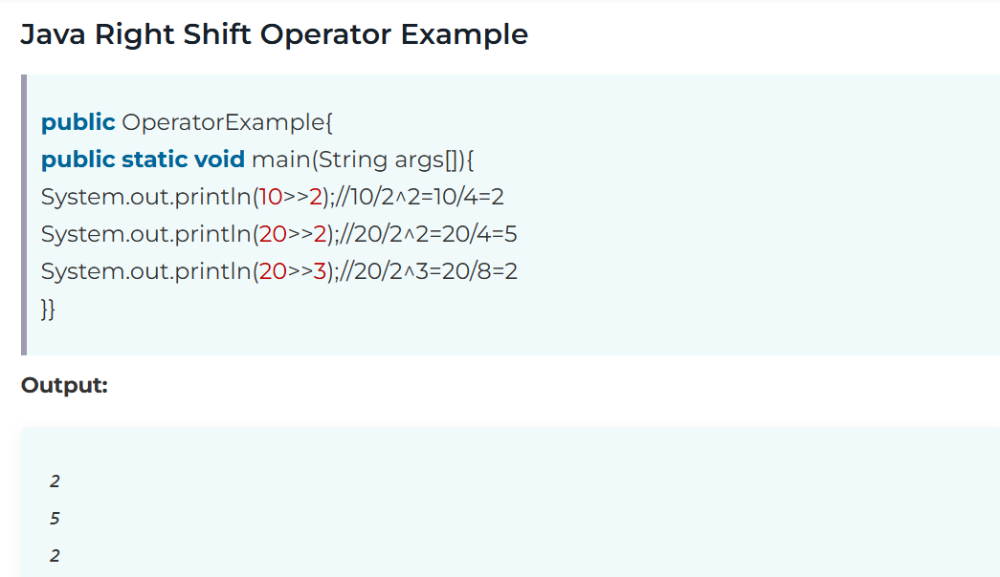 Java Right Shift Operator Example
public OperatorExample{
public static void main(String args[]){
System.out.println(10>>2);//10/2^2=10/4=2
System.out.println(20>>2);//20/2^2=20/4=5
System.out.println(20>>3);//20/2^3=20/8=2
}}
Output:
2
5
2